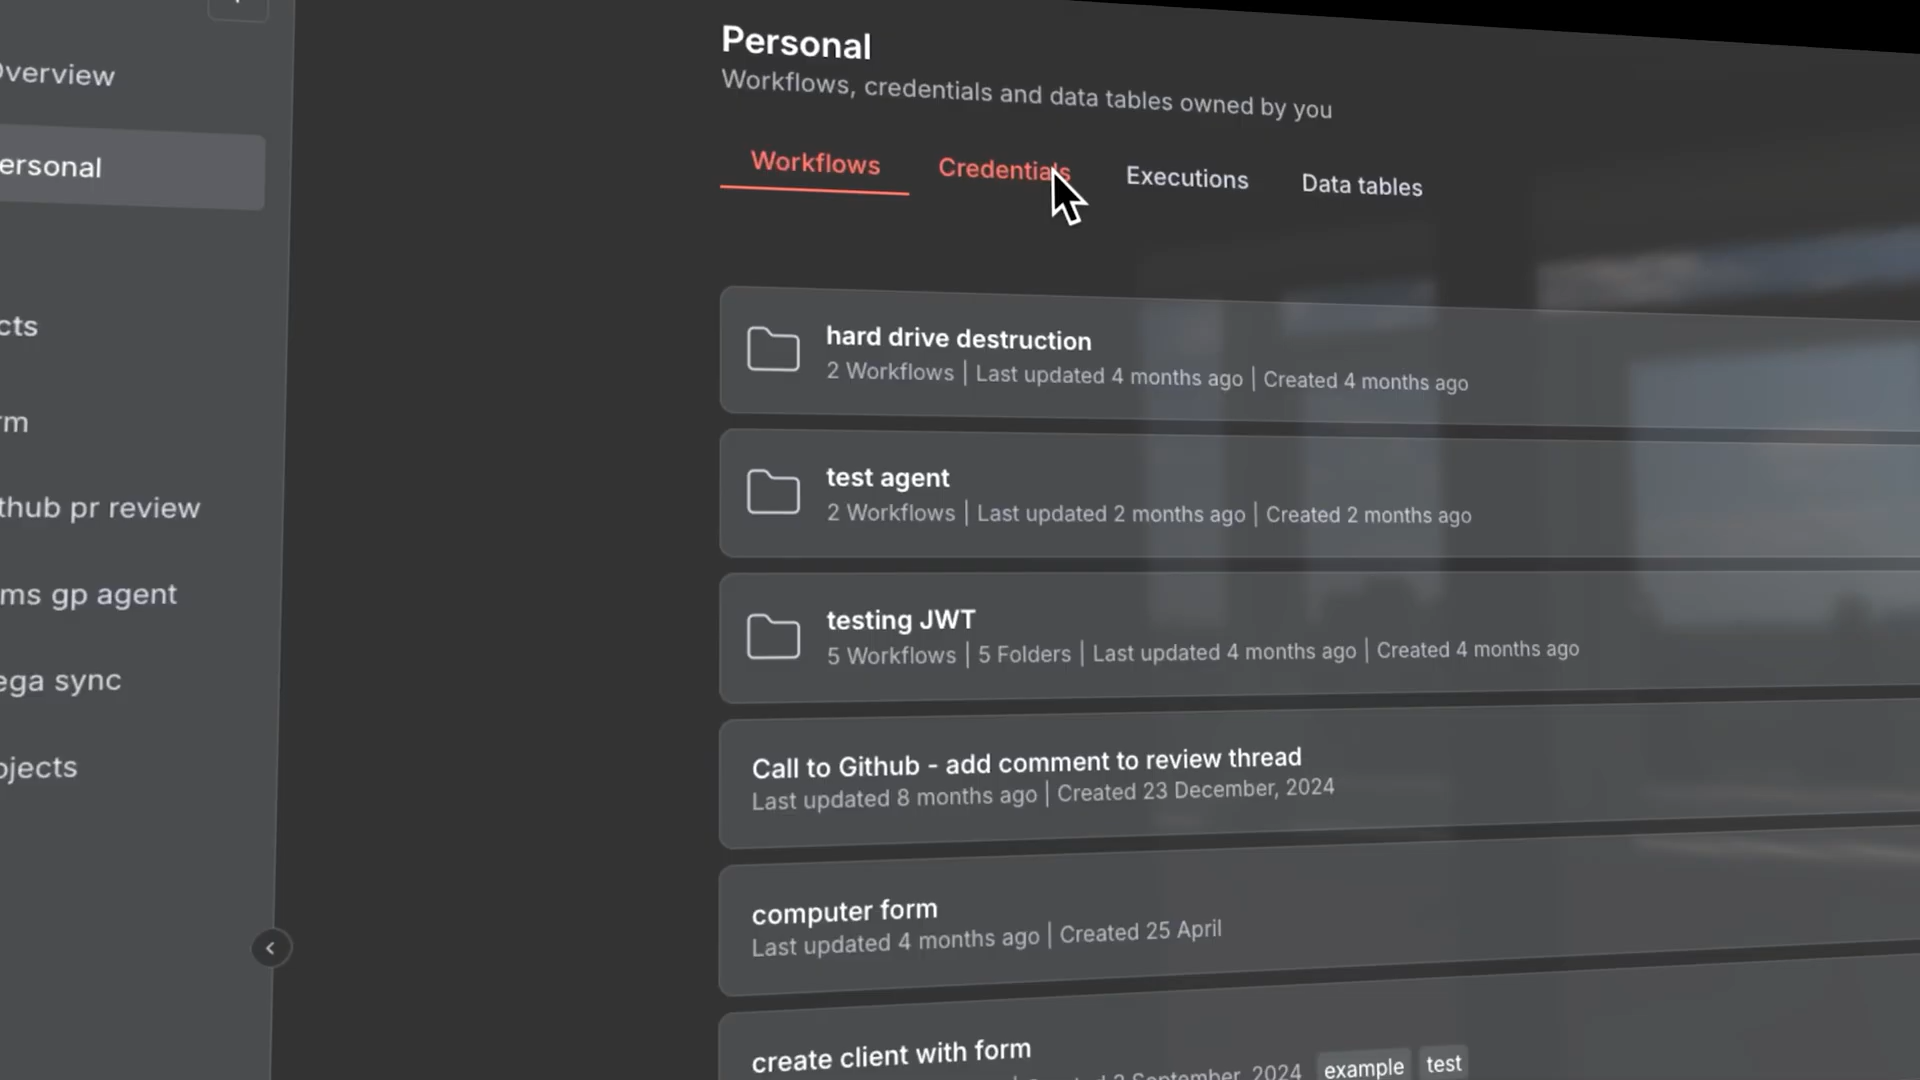 Overview
ersonal
cts
rm
thub pr review
ms gp agent
ega sync
ojects
Personal
Workflows, credentials and data tables owned by you
Workflows Credentials Executions Data tables
hard drive destruction
2 Workflows | Last updated 4 months ago | Created 4 months ago
test agent
2 Workflows | Last updated 2 months ago | Created 2 months ago
testing JWT
5 Workflows | 5 Folders | Last updated 4 months ago | Created 4 months ago
Call to Github - add comment to review thread
Last updated 8 months ago | Created 23 December, 2024
computer form
Last updated 4 months ago | Created 25 April
create client with form
September, 2024 example test